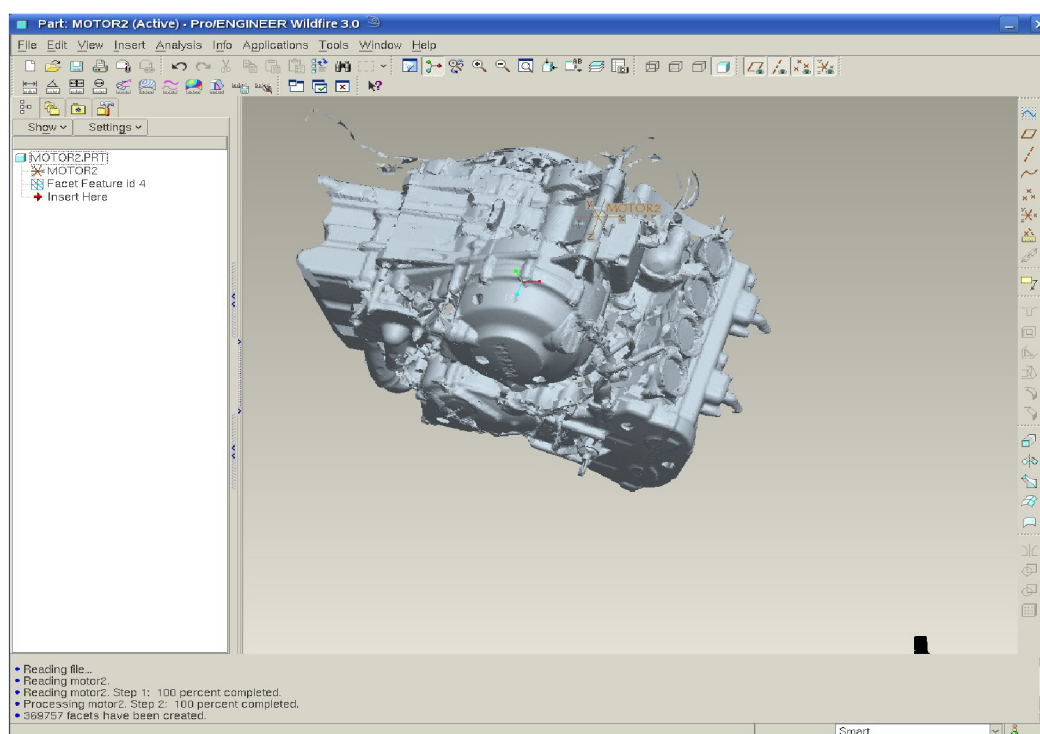 Part: MOTOR2 (Active) - Pro/ENGINEER Wildfire 3.0
File Edit View Insert Analysis Info Applications Tools Window Help
Show Settings
MOTOR2.PRT
MOTOR2
Facet Feature id 4
Insert Here
MOTOR2
Reading file...
Reading motor2.
Reading motor2. Step 1: 100 percent completed.
Processing motor2. Step 2: 100 percent completed.
369757 facets have been created.
Smart